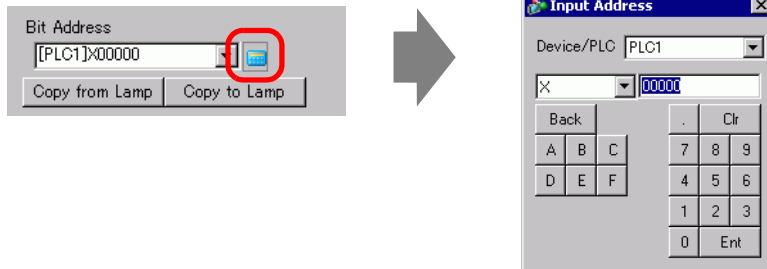 Bit Address
[PLC1]X00000
Copy from Lamp Copy to Lamp
Input Address
Device/PLC PLC1
X 00000
Back . Clr
A B C 7 8 9
D E F 4 5 6
1 2 3
0 Ent